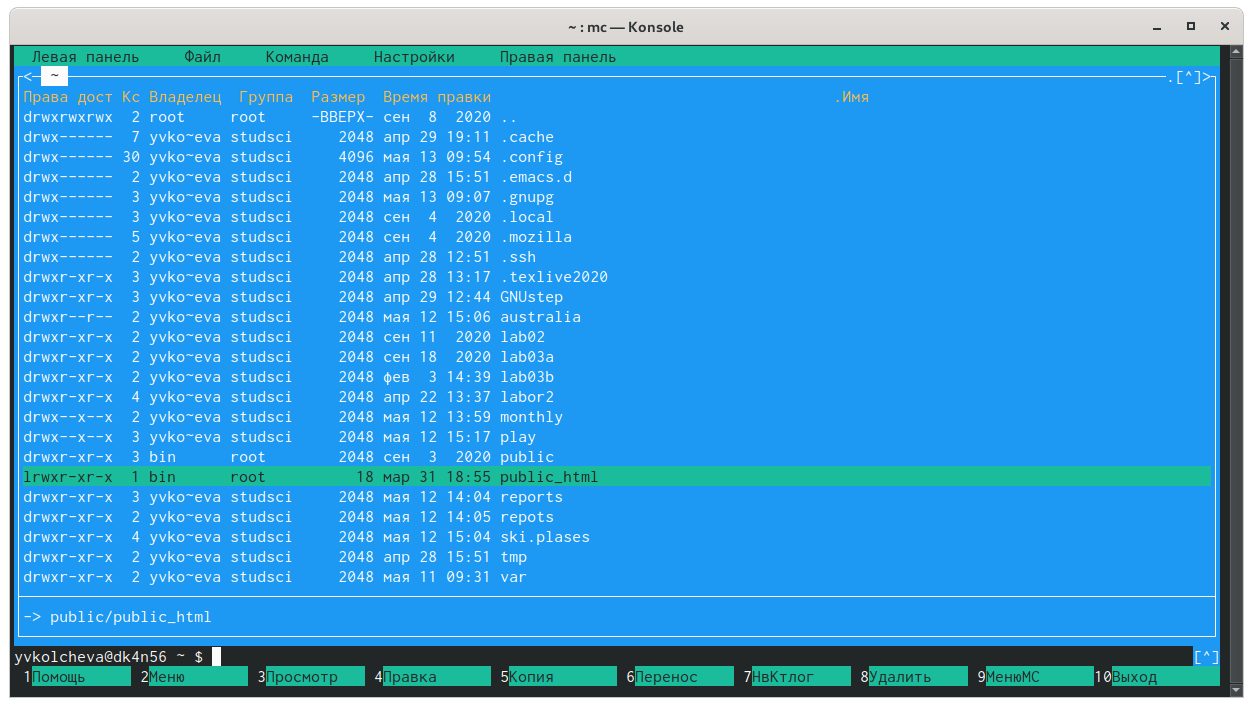 ~ : mc — Konsole
Левая панель Файл Команда Настройки Правая панель
<─ ~ .[^]>
Права дост Кс Владелец Группа Размер Время правки .Имя
drwxrwxrwx 2 root root -ВВЕРХ- сен 8 2020 ..
drwx------ 7 yvko~eva studsci 2048 апр 29 19:11 .cache
drwx------ 30 yvko~eva studsci 4096 мая 13 09:54 .config
drwx------ 2 yvko~eva studsci 2048 апр 28 15:51 .emacs.d
drwx------ 3 yvko~eva studsci 2048 мая 13 09:07 .gnupg
drwx------ 3 yvko~eva studsci 2048 сен 4 2020 .local
drwx------ 5 yvko~eva studsci 2048 сен 4 2020 .mozilla
drwx------ 2 yvko~eva studsci 2048 апр 28 12:51 .ssh
drwxr-xr-x 3 yvko~eva studsci 2048 апр 28 13:17 .texlive2020
drwxr-xr-x 3 yvko~eva studsci 2048 апр 29 12:44 GNUstep
drwxr--r-- 2 yvko~eva studsci 2048 мая 12 15:06 australia
drwxr-xr-x 2 yvko~eva studsci 2048 сен 11 2020 lab02
drwxr-xr-x 2 yvko~eva studsci 2048 сен 18 2020 lab03a
drwxr-xr-x 2 yvko~eva studsci 2048 фев 3 14:39 lab03b
drwxr-xr-x 4 yvko~eva studsci 2048 апр 22 13:37 labor2
drwx--x--x 2 yvko~eva studsci 2048 мая 12 13:59 monthly
drwx--x--x 3 yvko~eva studsci 2048 мая 12 15:17 play
drwxr-xr-x 3 bin root 2048 сен 3 2020 public
lrwxr-xr-x 1 bin root 18 мар 31 18:55 public_html
drwxr-xr-x 3 yvko~eva studsci 2048 мая 12 14:04 reports
drwxr-xr-x 2 yvko~eva studsci 2048 мая 12 14:05 repots
drwxr-xr-x 4 yvko~eva studsci 2048 мая 12 15:04 ski.plases
drwxr-xr-x 2 yvko~eva studsci 2048 апр 28 15:51 tmp
drwxr-xr-x 2 yvko~eva studsci 2048 мая 11 09:31 var
-> public/public_html
yvkolcheva@dk4n56 ~ $ [^]
1Помощь 2Меню 3Просмотр 4Правка 5Копия 6Перенос 7НвКтлог 8Удалить 9МенюMC 10Выход